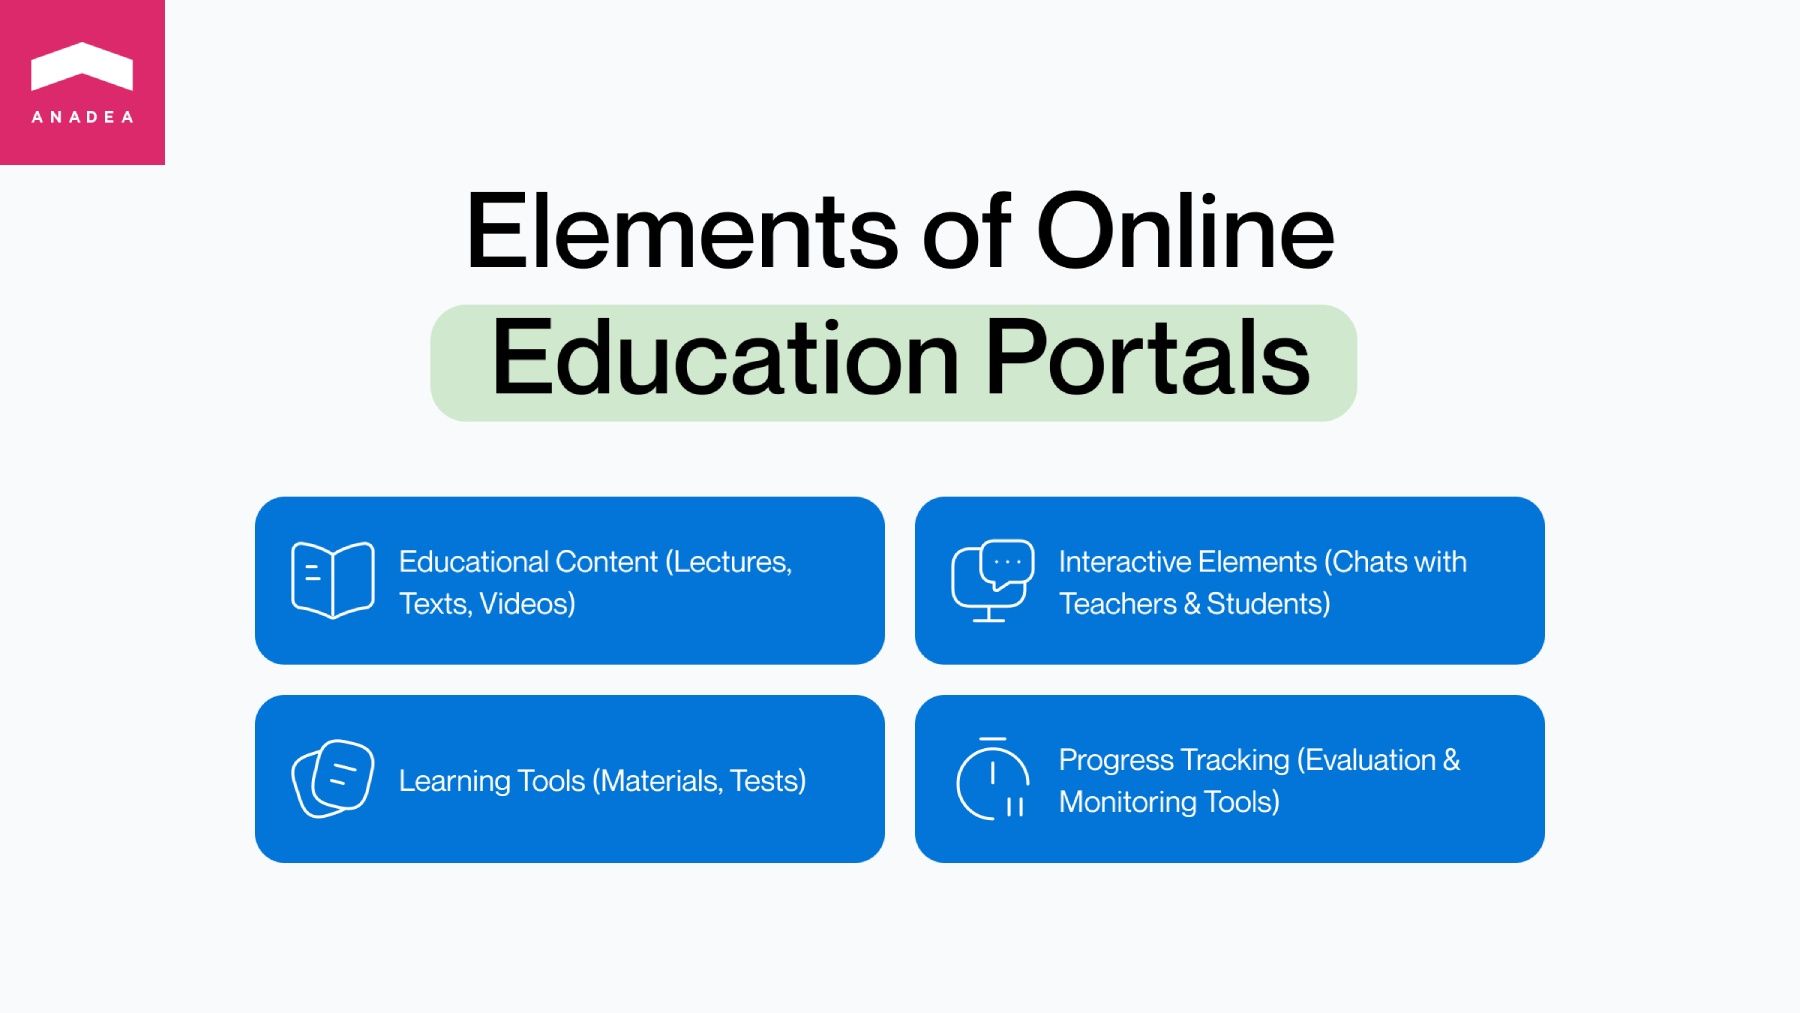 ANADEA
Elements of Online
Education Portals
Educational Content (Lectures,
Texts, Videos)
Interactive Elements (Chats with
Teachers & Students)
Learning Tools (Materials, Tests)
Progress Tracking (Evaluation &
Monitoring Tools)